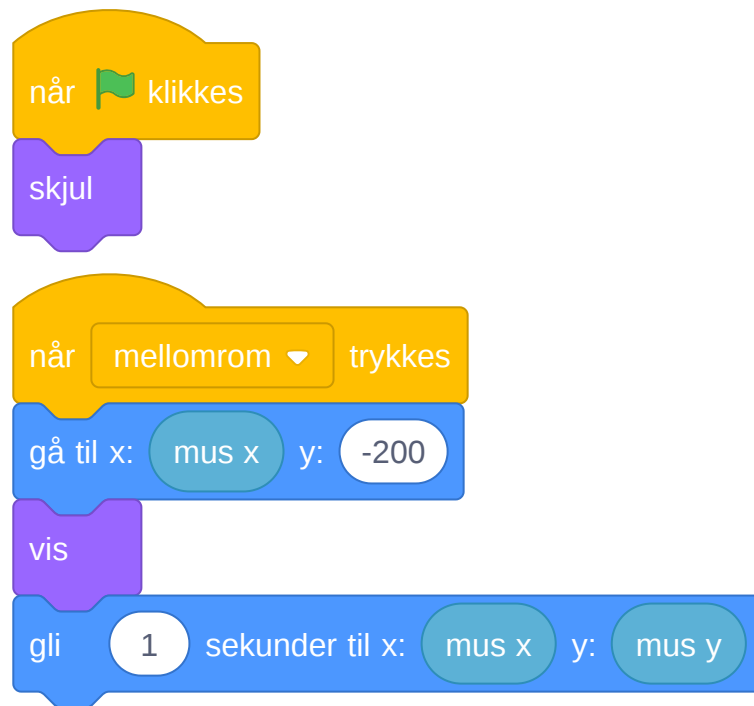 når klikkes
skjul
når mellomrom trykkes
gå til x: mus x y: -200
vis
gli 1 sekunder til x: mus x y: mus y